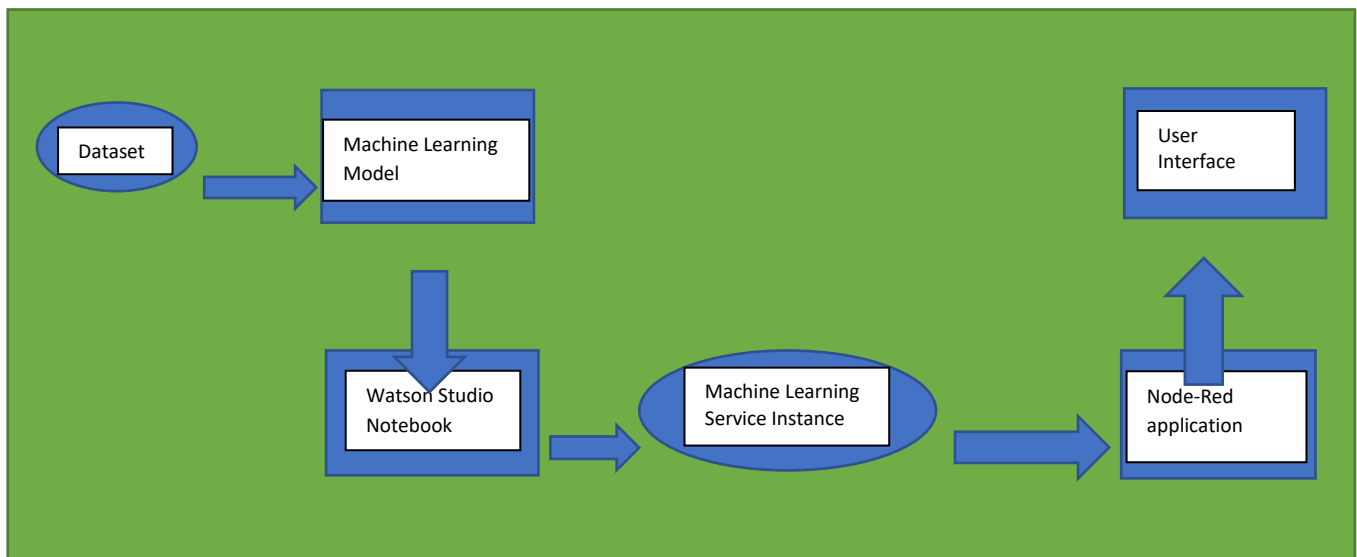 Dataset
Machine Learning
Model
User
Interface
Watson Studio
Notebook
Machine Learning
Service Instance
Node-Red
application